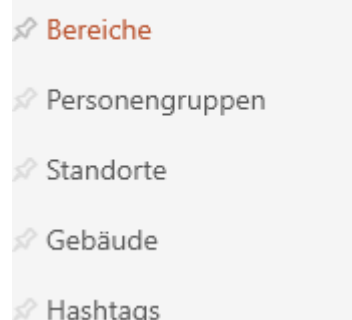 Bereiche
Personengruppen
Standorte
Gebäude
Hashtags